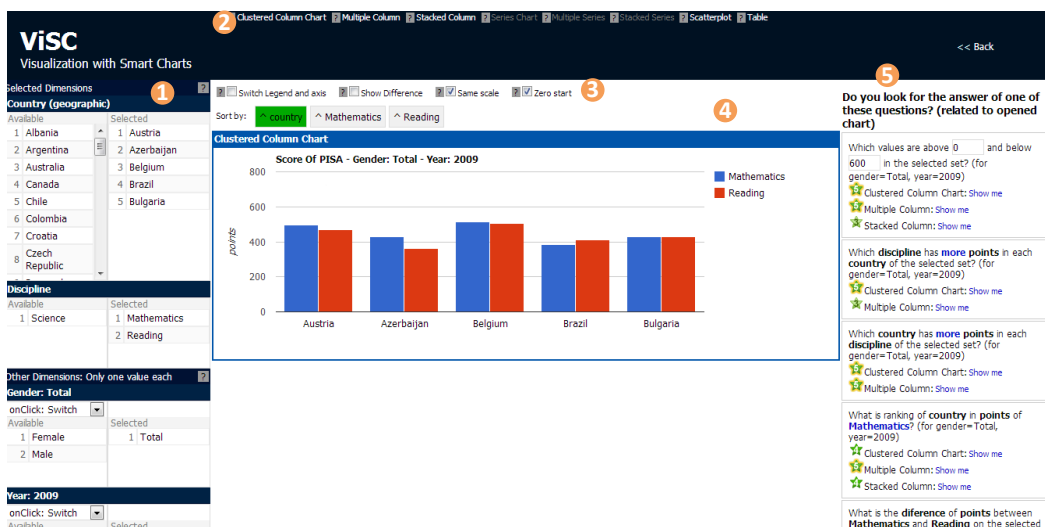 2
? Clustered Column Chart ? Multiple Column ? Stacked Column ? Series Chart ? Multiple Series ? Stacked Series ? Scatterplot ? Table
ViSC
Visualization with Smart Charts
<< Back
Selected Dimensions ?
1
Country (geographic)
Available Selected
1 Albania
2 Argentina
3 Australia
4 Canada
5 Chile
6 Colombia
7 Croatia
8 Czech
Republic
1 Austria
2 Azerbaijan
3 Belgium
4 Brazil
5 Bulgaria
Discipline
Available Selected
1 Science
1 Mathematics
2 Reading
Other Dimensions: Only one value each ?
Gender: Total
onClick: Switch
Available Selected
1 Female
2 Male
1 Total
Year: 2009
onClick: Switch
Available Selected
? Switch Legend and axis ? Show Difference ? Same scale ? Zero start
3
Sort by: ^ country ^ Mathematics ^ Reading
4
Clustered Column Chart
Score Of PISA - Gender: Total - Year: 2009
800
600
400
200
0
points
Austria Azerbaijan Belgium Brazil Bulgaria
Mathematics
Reading
5
Do you look for the answer of one of
these questions? (related to opened
chart)
Which values are above 0 and below
600 in the selected set? (for
gender=Total, year=2009)
5 Clustered Column Chart: Show me
5 Multiple Column: Show me
Stacked Column: Show me
Which discipline has more points in each
country of the selected set? (for
gender=Total, year=2009)
5 Clustered Column Chart: Show me
Multiple Column: Show me
Which country has more points in each
discipline of the selected set? (for
gender=Total, year=2009)
5 Clustered Column Chart: Show me
5 Multiple Column: Show me
What is ranking of country in points of
Mathematics? (for gender=Total,
year=2009)
4 Clustered Column Chart: Show me
5 Multiple Column: Show me
4 Stacked Column: Show me
What is the diference of points between
Mathematics and Reading on the selected